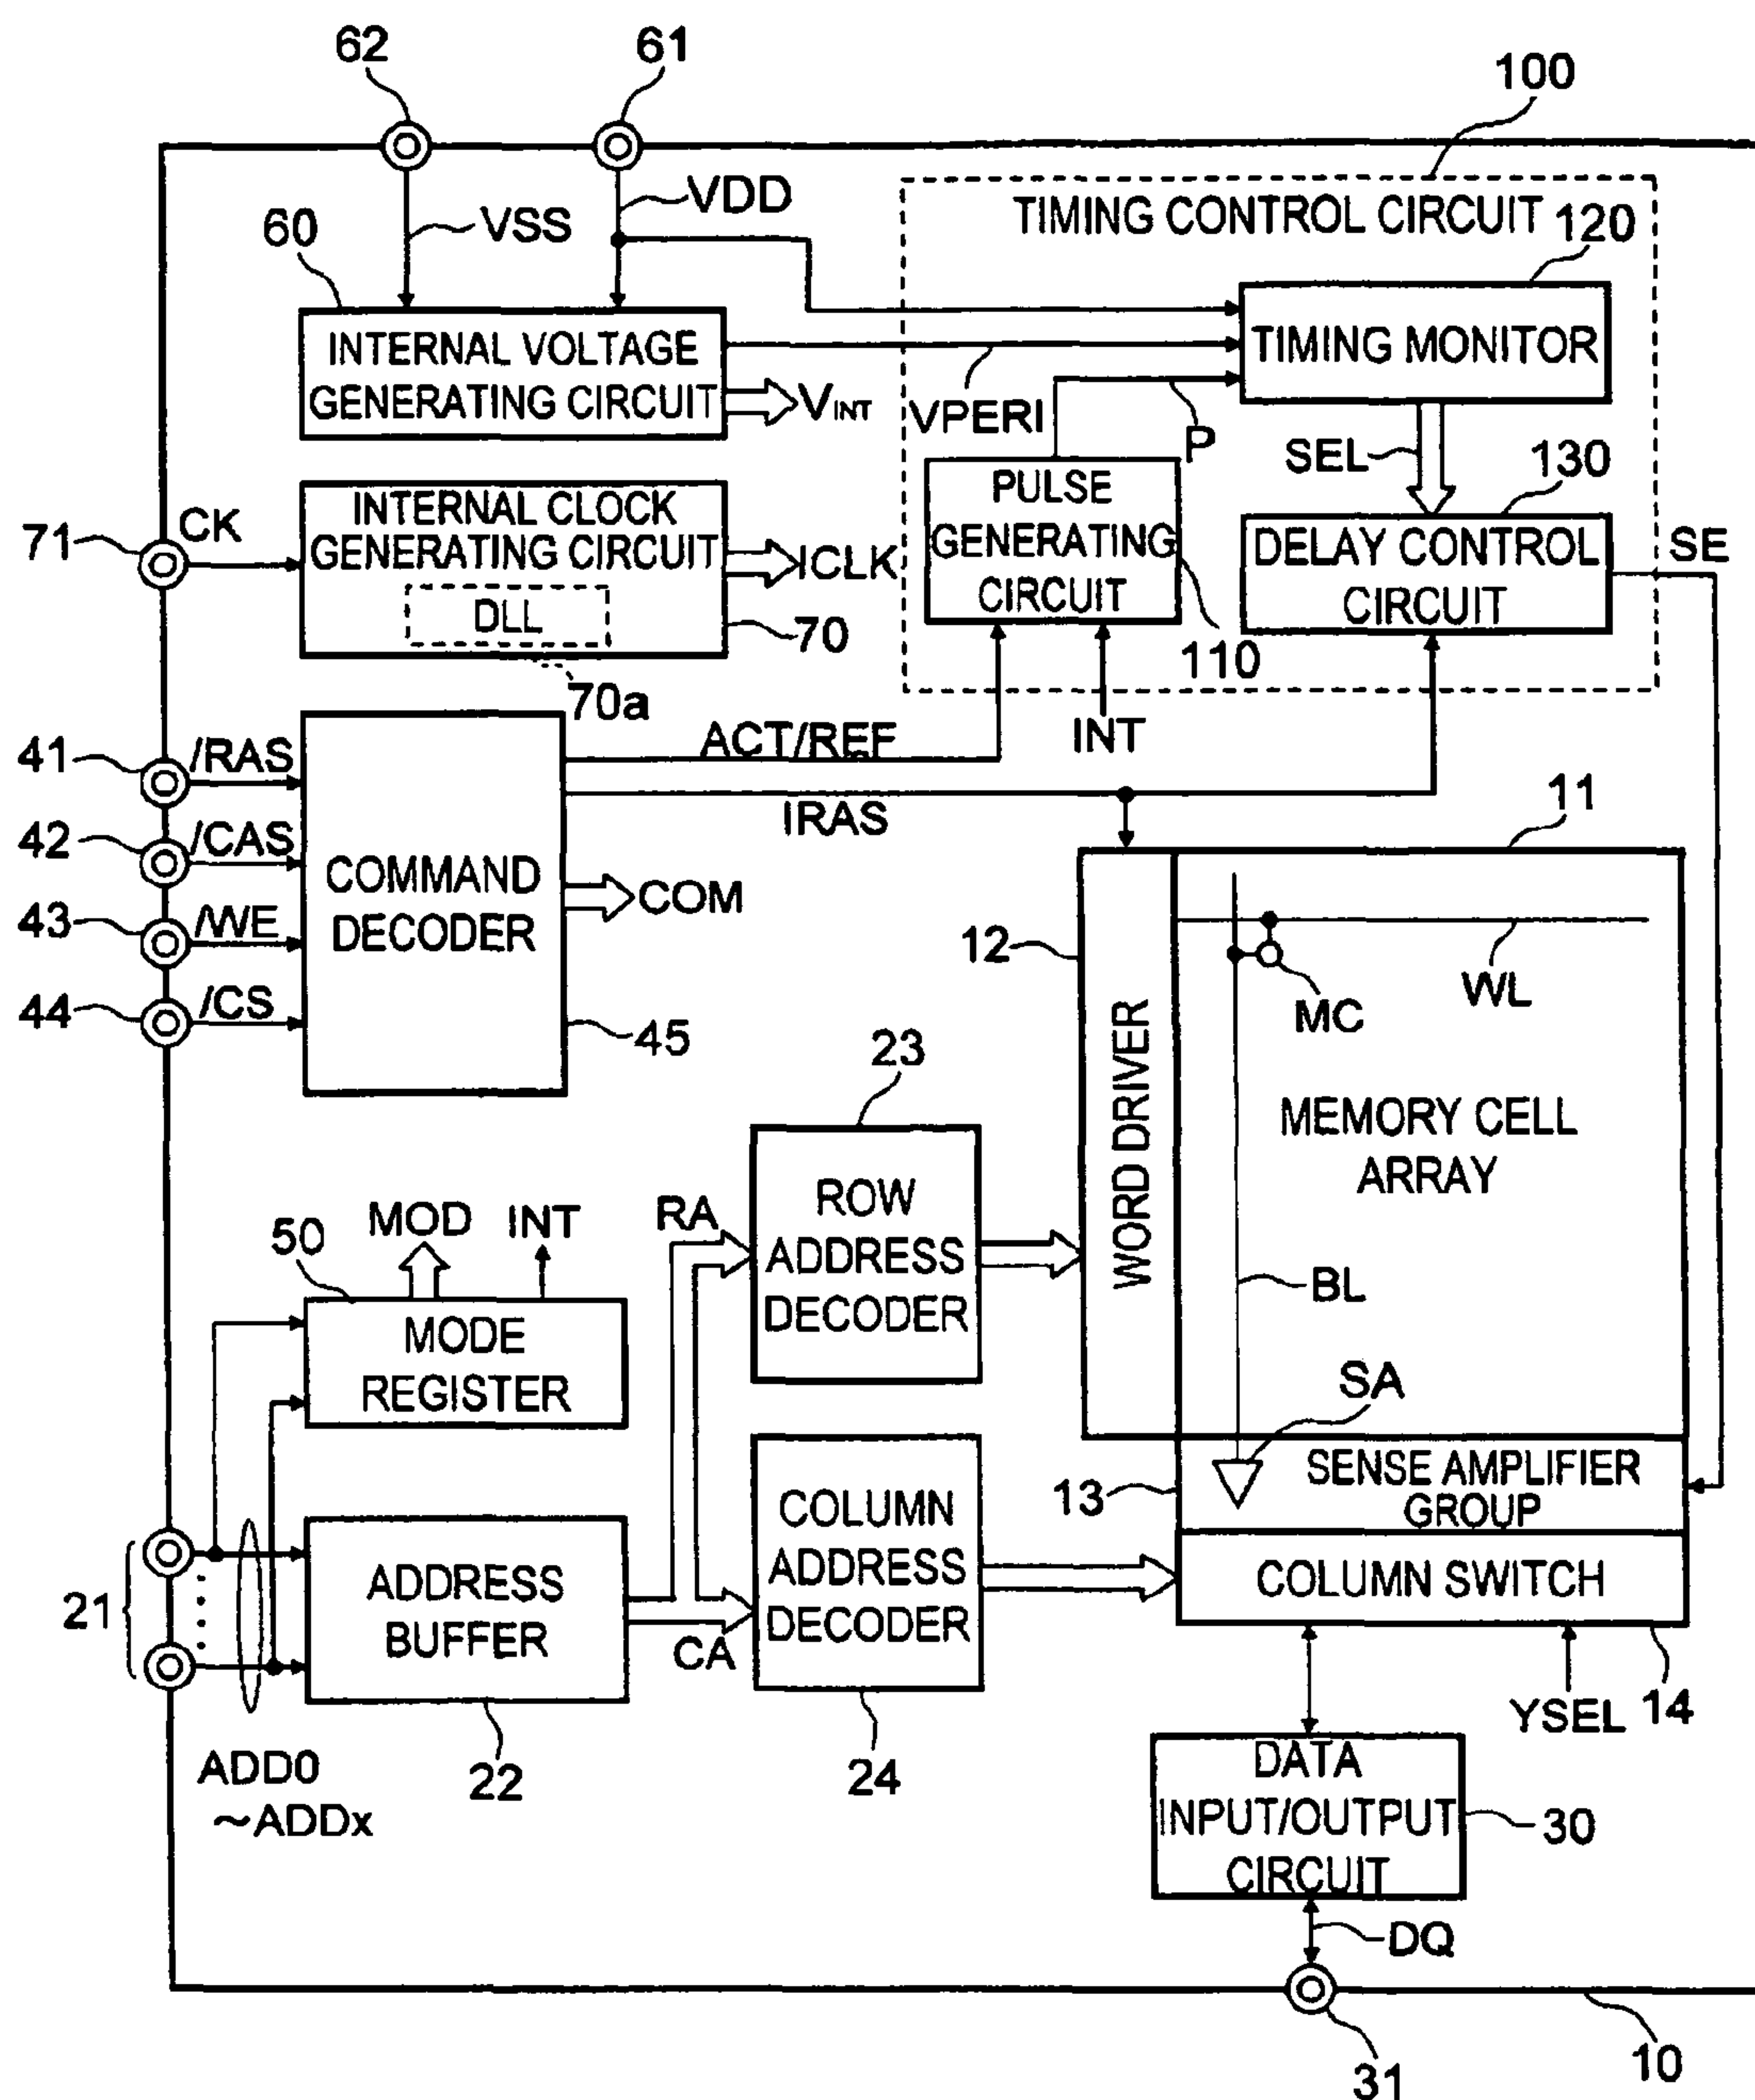 62
61
100
VDD
VSS
60
TIMING CONTROL CIRCUIT
120
INTERNAL VOLTAGE
GENERATING CIRCUIT
VINT
VPERI
P
TIMING MONITOR
SEL
130
71
CK
INTERNAL CLOCK
GENERATING CIRCUIT
DLL
ICLK
70
70a
PULSE
GENERATING
CIRCUIT
110
DELAY CONTROL
CIRCUIT
SE
INT
41
/RAS
42
/CAS
43
/WE
44
/CS
COMMAND
DECODER
45
ACT/REF
IRAS
COM
11
12
WORD DRIVER
MC
WL
MEMORY CELL
ARRAY
BL
SA
23
ROW
ADDRESS
DECODER
RA
MOD
INT
50
MODE
REGISTER
13
SENSE AMPLIFIER
GROUP
COLUMN
ADDRESS
DECODER
COLUMN SWITCH
21
ADDRESS
BUFFER
CA
22
24
YSEL
14
ADD0
~ADDx
DATA
INPUT/OUTPUT
CIRCUIT
30
DQ
31
10